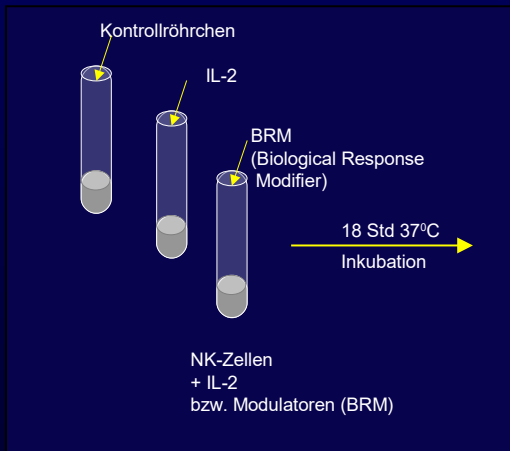 Kontrollröhrchen
IL-2
BRM
(Biological Response
Modifier)
18 Std 37⁰C
Inkubation
NK-Zellen
+ IL-2
bzw. Modulatoren (BRM)